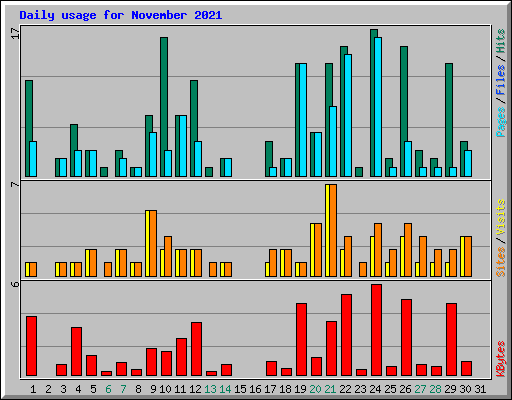 Daily usage for November 2021
17
Pages / Files / Hits
7
Sites / Visits
6
KBytes
1 2 3 4 5 6 7 8 9 10 11 12 13 14 15 16 17 18 19 20 21 22 23 24 25 26 27 28 29 30 31